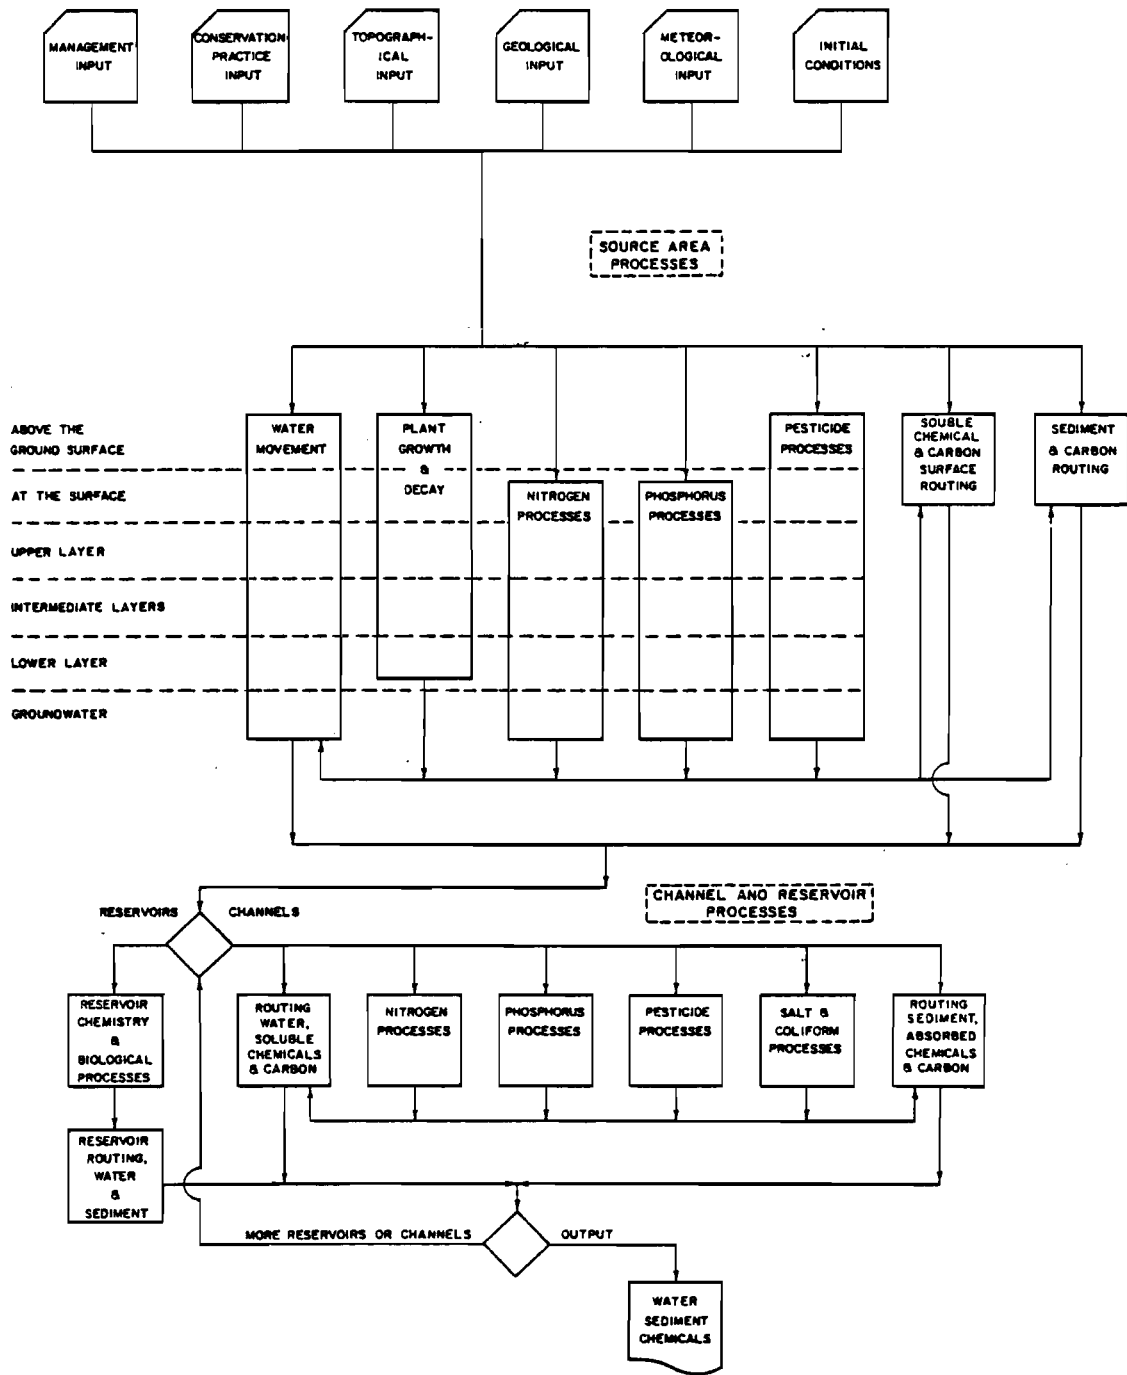 MANAGEMENT
INPUT
CONSERVATION
PRACTICE
INPUT
TOPOGRAPH-
ICAL
INPUT
GEOLOGICAL
INPUT
METEOR-
OLOGICAL
INPUT
INITIAL
CONDITIONS
SOURCE AREA
PROCESSES
ABOVE THE
GROUND SURFACE
AT THE SURFACE
UPPER LAYER
INTERMEDIATE LAYERS
LOWER LAYER
GROUNDWATER
WATER
MOVEMENT
PLANT
GROWTH
&
DECAY
NITROGEN
PROCESSES
PHOSPHORUS
PROCESSES
PESTICIDE
PROCESSES
SOUBLE
CHEMICAL
& CARBON
SURFACE
ROUTING
SEDIMENT
& CARBON
ROUTING
CHANNEL AND RESERVOIR
PROCESSES
RESERVOIRS
CHANNELS
RESERVOIR
CHEMISTRY
&
BIOLOGICAL
PROCESSES
ROUTING
WATER,
SOLUBLE
CHEMICALS
& CARBON
NITROGEN
PROCESSES
PHOSPHORUS
PROCESSES
PESTICIDE
PROCESSES
SALT &
COLIFORM
PROCESSES
ROUTING
SEDIMENT,
ABSORBED
CHEMICALS
& CARBON
RESERVOIR
ROUTING,
WATER
&
SEDIMENT
MORE RESERVOIRS OR CHANNELS
OUTPUT
WATER
SEDIMENT
CHEMICALS